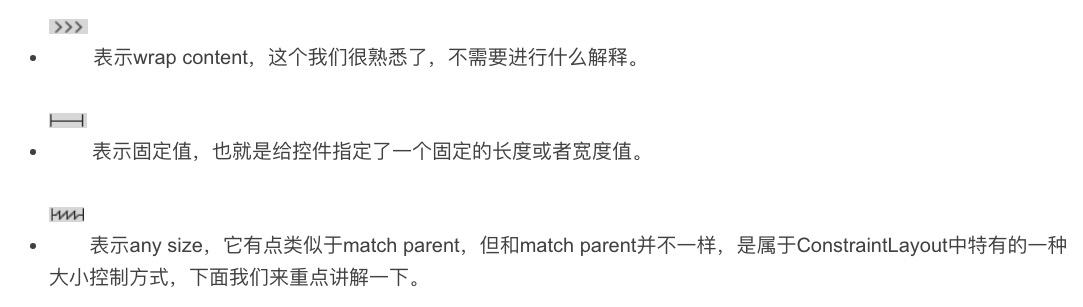 表示wrap content，这个我们很熟悉了，不需要进行什么解释。
表示固定值，也就是给控件指定了一个固定的长度或者宽度值。
表示any size，它有点类似于match parent，但和match parent并不一样，是属于ConstraintLayout中特有的一种
大小控制方式，下面我们来重点讲解一下。